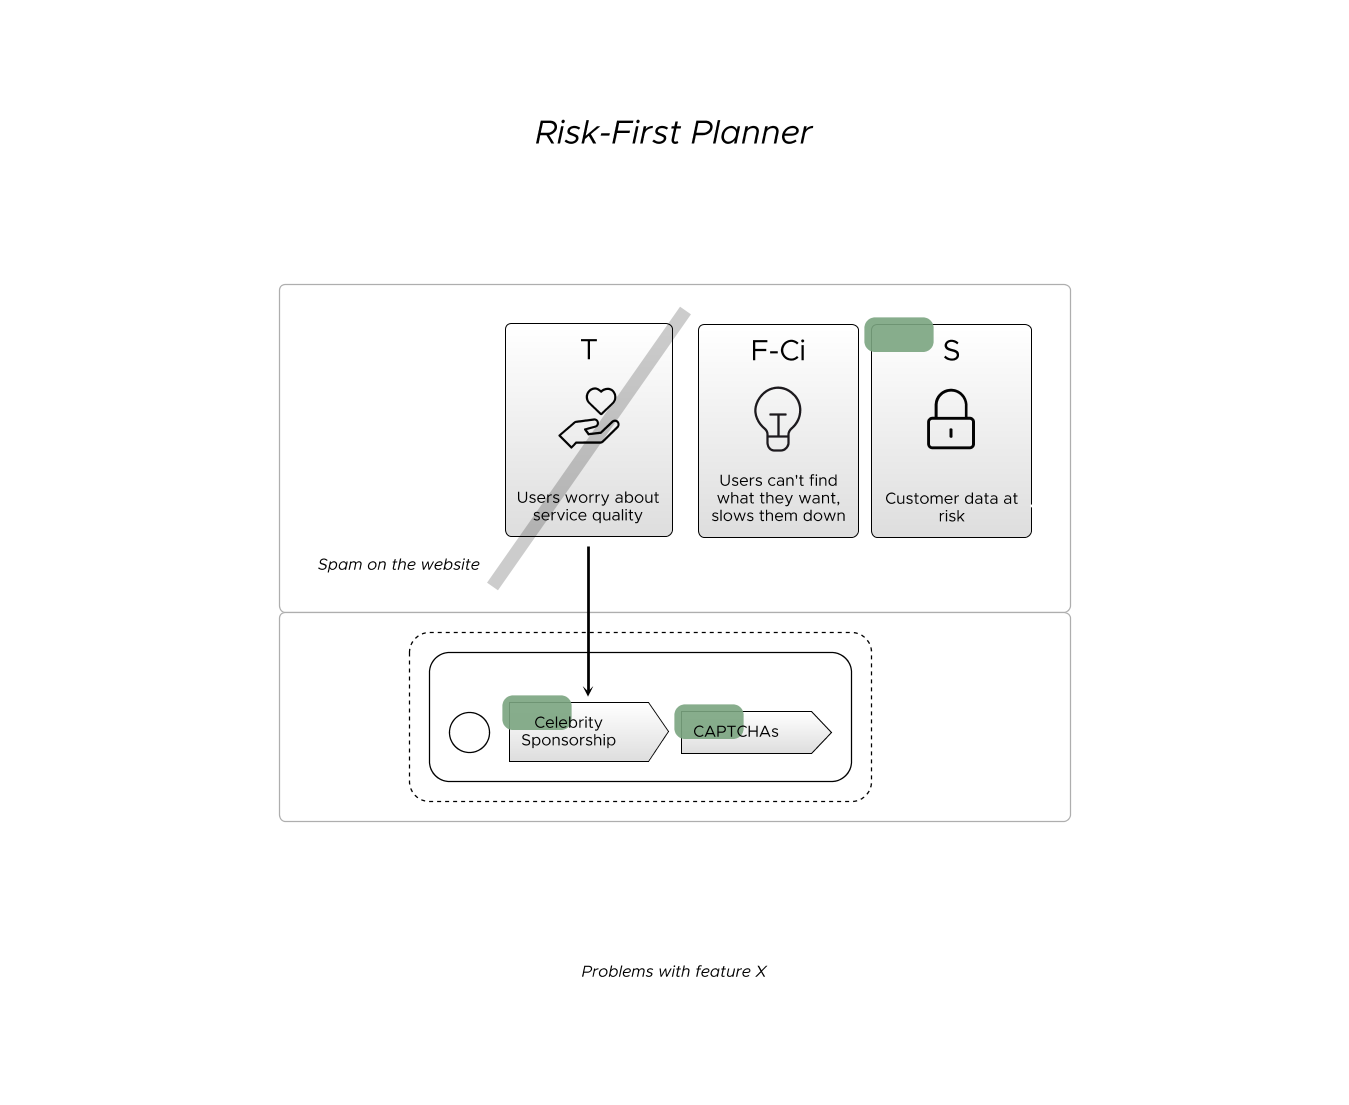 Risk-First Planner
T
Users worry about
service quality
F-Ci
Users can't find
what they want,
slows them down
S
Customer data at
risk
Spam on the website
Celebrity
Sponsorship
CAPTCHAs
Problems with feature X